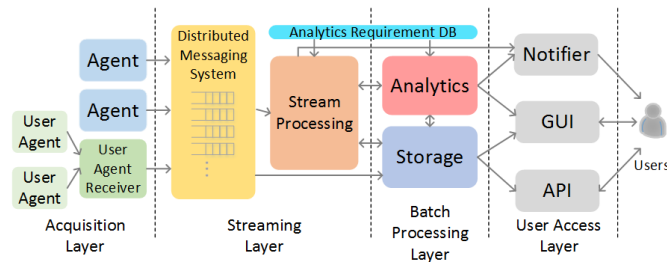 Distributed
Messaging
System
Analytics Requirement DB
Agent
Agent
User
Agent
User
Agent
User
Agent
Receiver
Stream
Processing
Analytics
Storage
Notifier
GUI
API
Users
Acquisition
Layer
Streaming
Layer
Batch
Processing
Layer
User Access
Layer